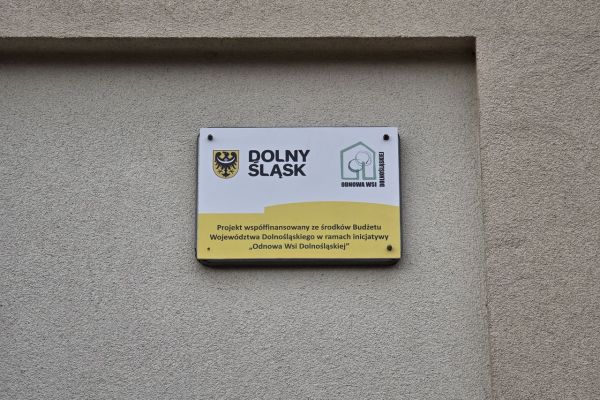 DOLNY
ŚLĄSK
ODNOWA WSI
DOLNOŚLĄSKIEJ
Projekt współfinansowany ze środków Budżetu
Województwa Dolnośląskiego w ramach inicjatywy
„Odnowa Wsi Dolnośląskiej”